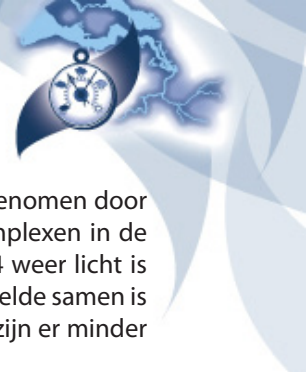 enomen door
nplexen in de
4 weer licht is
elde samen is
zijn er minder